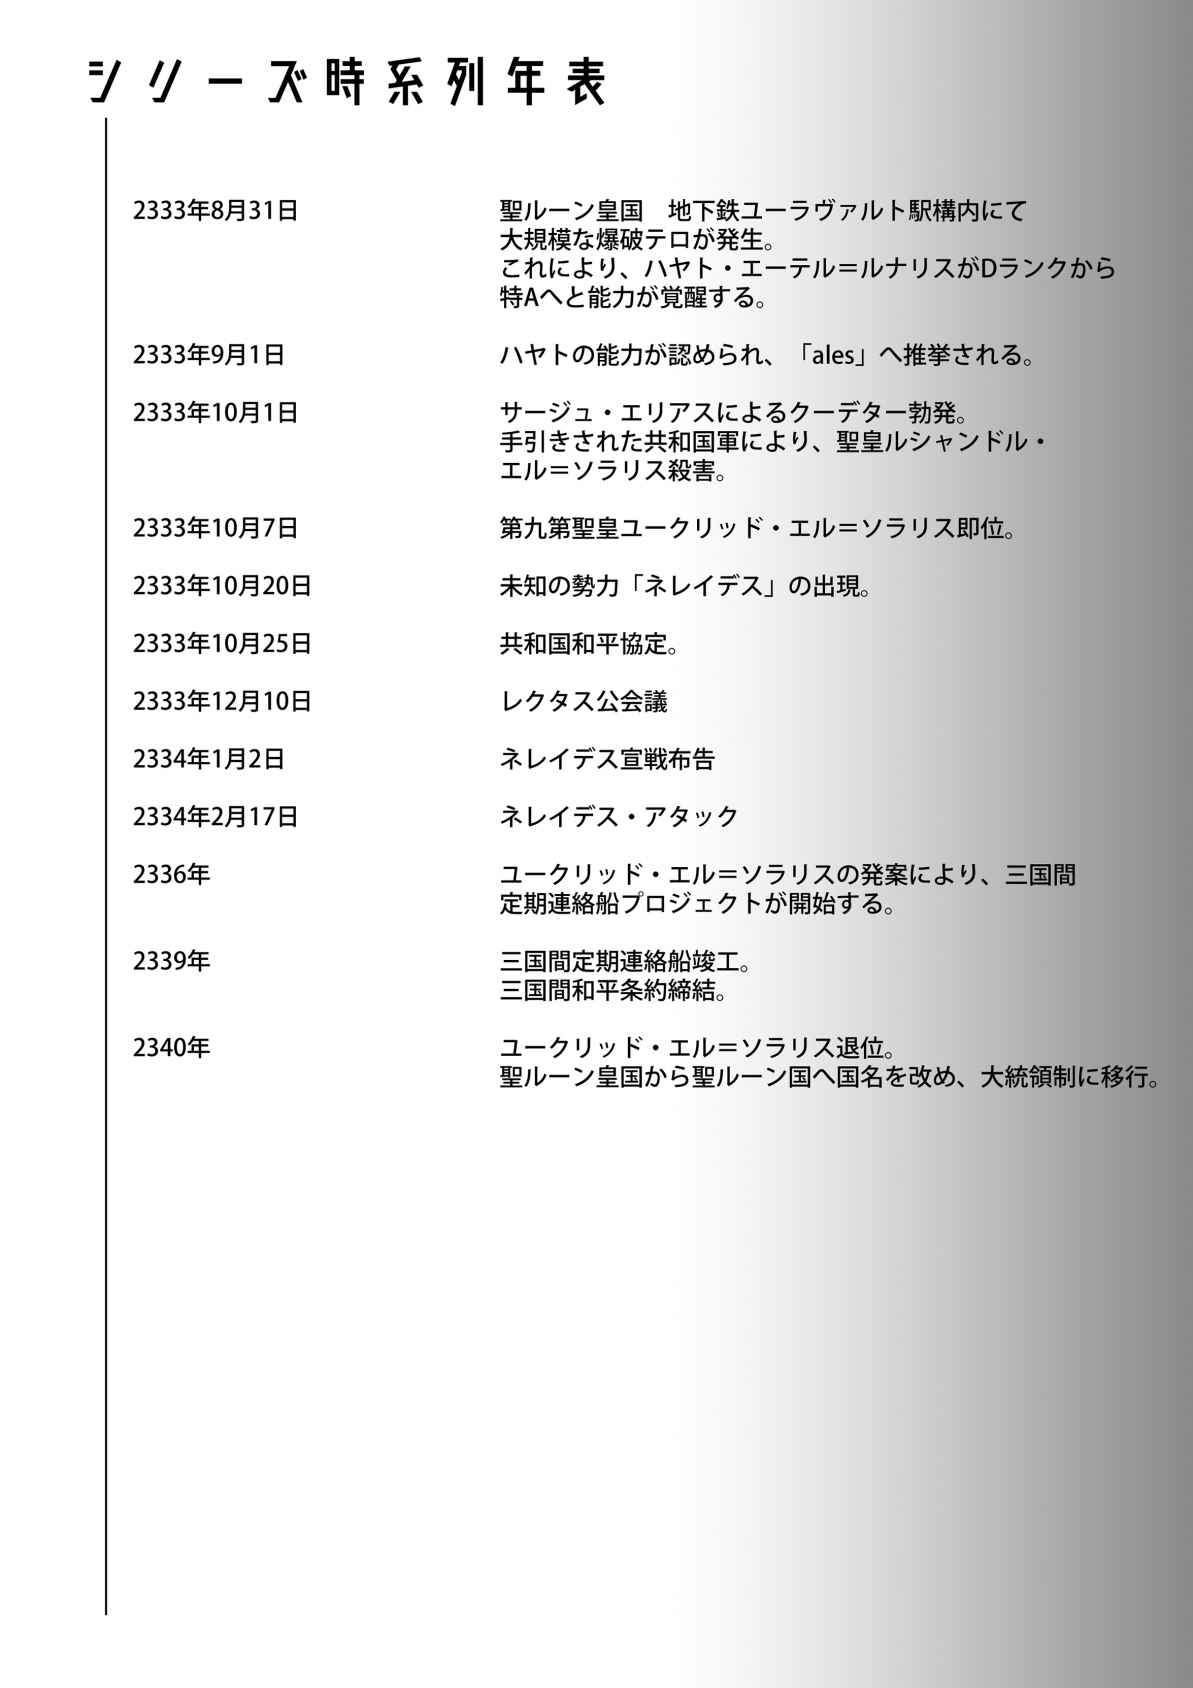 シリーズ時系列年表
2333年8月31日
聖ルーン皇国　地下鉄ユーラヴァルト駅構内にて
大規模な爆破テロが発生。
これにより、ハヤト・エーテル＝ルナリスがDランクから
特Aへと能力が覚醒する。
2333年9月1日
ハヤトの能力が認められ、「ales」へ推挙される。
2333年10月1日
サージュ・エリアスによるクーデター勃発。
手引きされた共和国軍により、聖皇ルシャンドル・
エル＝ソラリス殺害。
2333年10月7日
第九第聖皇ユークリッド・エル＝ソラリス即位。
2333年10月20日
未知の勢力「ネレイデス」の出現。
2333年10月25日
共和国和平協定。
2333年12月10日
レクタス公会議
2334年1月2日
ネレイデス宣戦布告
2334年2月17日
ネレイデス・アタック
2336年
ユークリッド・エル＝ソラリスの発案により、三国間
定期連絡船プロジェクトが開始する。
2339年
三国間定期連絡船竣工。
三国間和平条約締結。
2340年
ユークリッド・エル＝ソラリス退位。
聖ルーン皇国から聖ルーン国へ国名を改め、大統領制に移行。